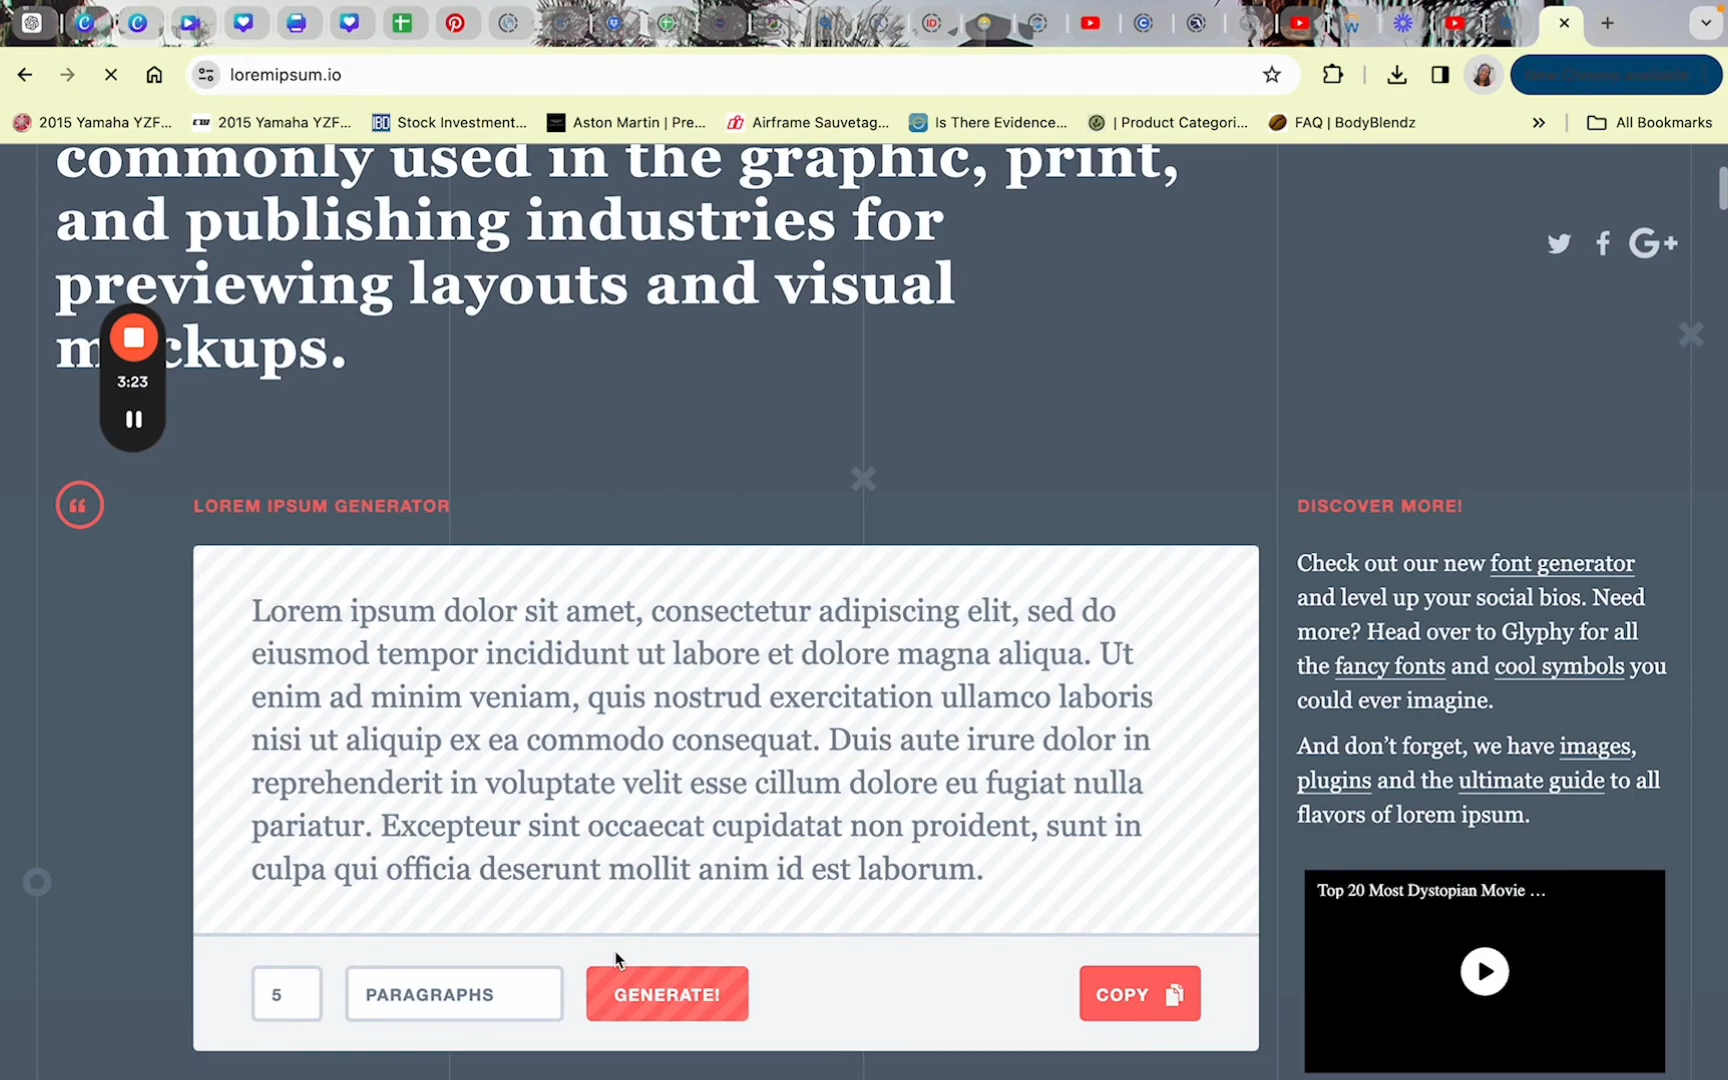 loremipsum.io
2015 Yamaha YZF...
2015 Yamaha YZF...
Stock Investment...
Aston Martin | Pre...
Airframe Sauvetag...
Is There Evidence...
| Product Categori...
FAQ | BodyBlendz
All Bookmarks
commonly used in the graphic, print,
and publishing industries for
previewing layouts and visual
mockups.
3:23
LOREM IPSUM GENERATOR
Lorem ipsum dolor sit amet, consectetur adipiscing elit, sed do
eiusmod tempor incididunt ut labore et dolore magna aliqua. Ut
enim ad minim veniam, quis nostrud exercitation ullamco laboris
nisi ut aliquip ex ea commodo consequat. Duis aute irure dolor in
reprehenderit in voluptate velit esse cillum dolore eu fugiat nulla
pariatur. Excepteur sint occaecat cupidatat non proident, sunt in
culpa qui officia deserunt mollit anim id est laborum.
5
PARAGRAPHS
GENERATE!
COPY
DISCOVER MORE!
Check out our new font generator
and level up your social bios. Need
more? Head over to Glyphy for all
the fancy fonts and cool symbols you
could ever imagine.
And don’t forget, we have images,
plugins and the ultimate guide to all
flavors of lorem ipsum.
Top 20 Most Dystopian Movie ...